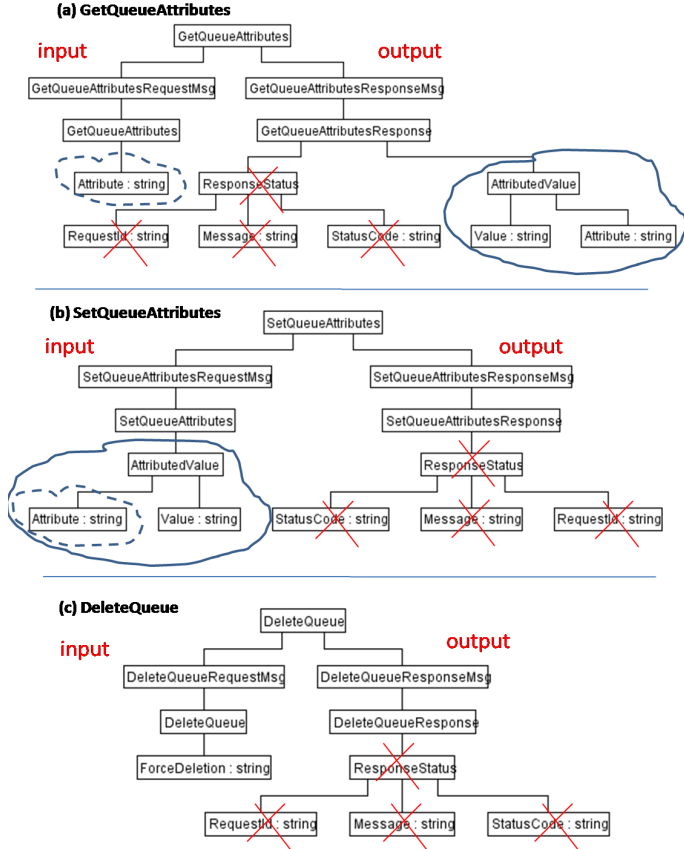 (a) GetQueueAttributes
GetQueueAttributes
input
output
GetQueueAttributesRequestMsg
GetQueueAttributesResponseMsg
GetQueueAttributes
GetQueueAttributesResponse
Attribute : string
ResponseStatus
AttributedValue
RequestId : string
Message : string
StatusCode : string
Value : string
Attribute : string
(b) SetQueueAttributes
SetQueueAttributes
input
output
SetQueueAttributesRequestMsg
SetQueueAttributesResponseMsg
SetQueueAttributes
SetQueueAttributesResponse
AttributedValue
ResponseStatus
Attribute : string
Value : string
StatusCode : string
Message : string
RequestId : string
(c) DeleteQueue
DeleteQueue
input
output
DeleteQueueRequestMsg
DeleteQueueResponseMsg
DeleteQueue
DeleteQueueResponse
ForceDeletion : string
ResponseStatus
RequestId : string
Message : string
StatusCode : string